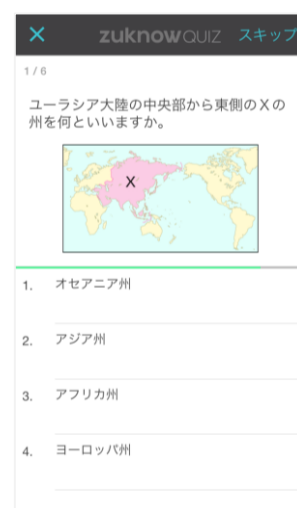 × zuknow QUIZ スキップ
1 / 6
ユーラシア大陸の中央部から東側のXの
州を何といいますか。
X
1. オセアニア州
2. アジア州
3. アフリカ州
4. ヨーロッパ州